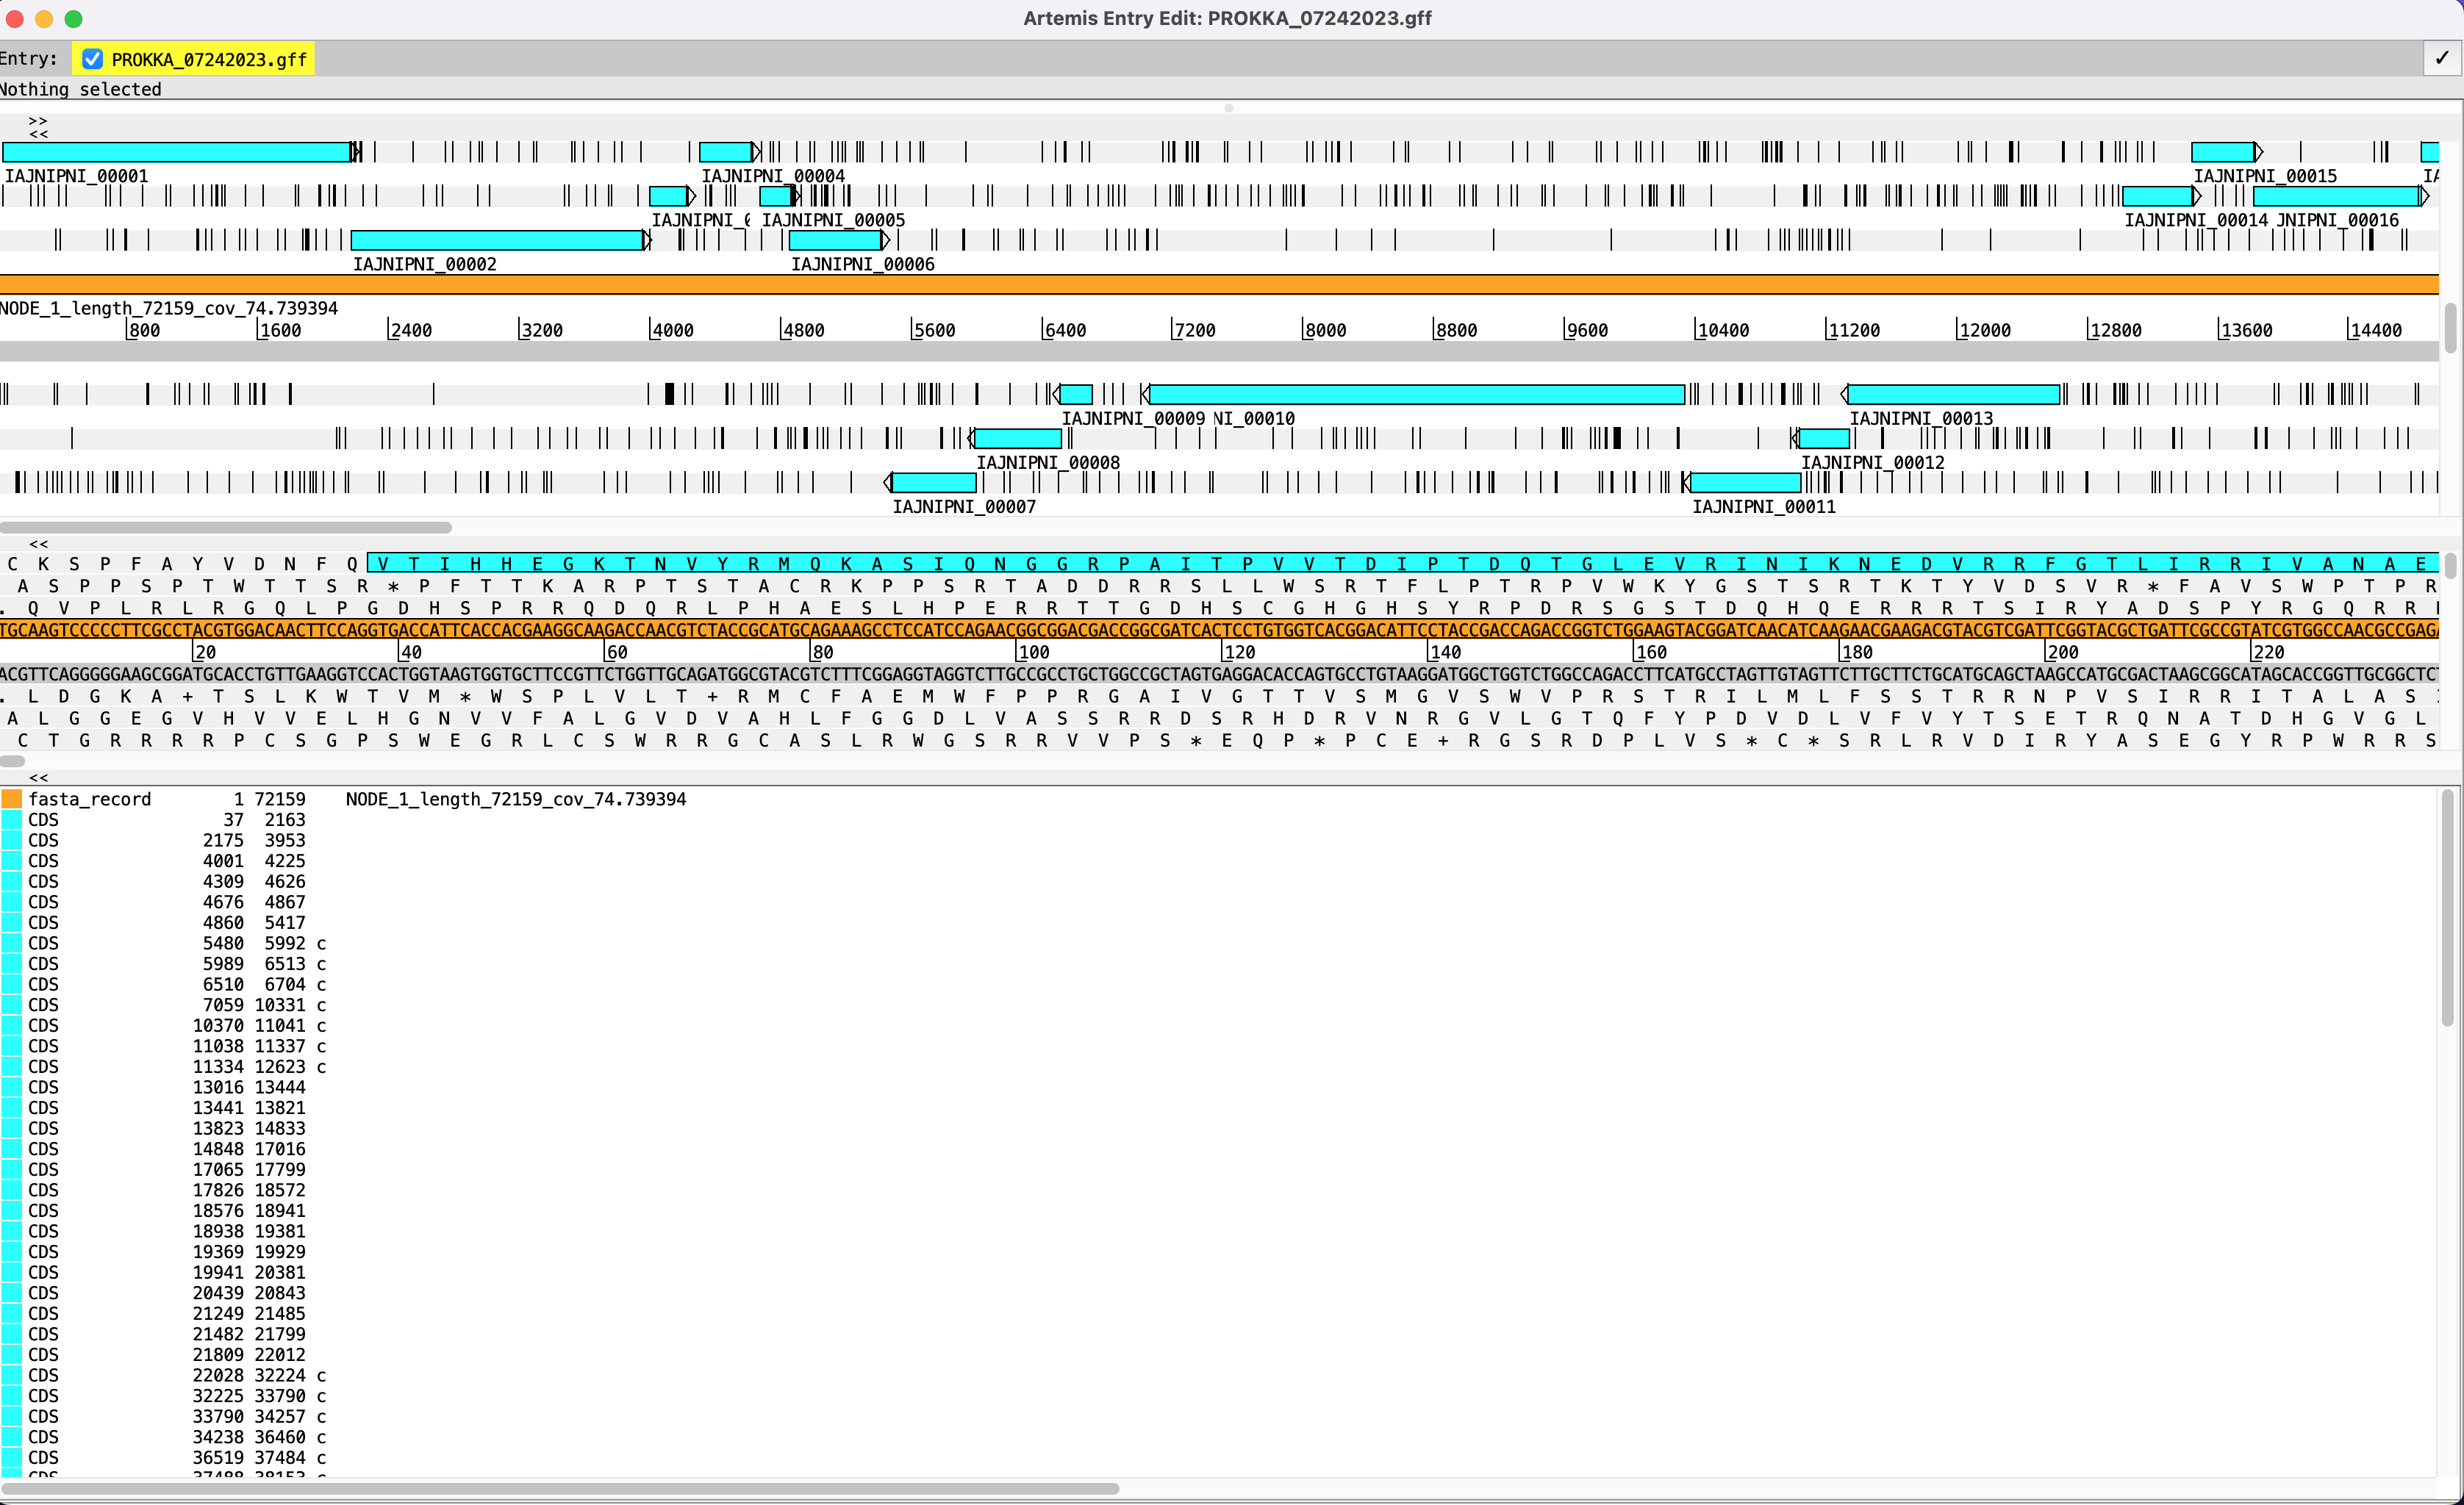 Artemis Entry Edit: PROKKA_07242023.gff
Entry: PROKKA_07242023.gff
Nothing selected
>>
<<
IAJNIPNI_00001 IAJNIPNI_00004 IAJNIPNI_00015
IAJNIPNI_00005 IAJNIPNI_00014 JNIPNI_00016
IAJNIPNI_00002 IAJNIPNI_00006
NODE_1_length_72159_cov_74.739394
800 1600 2400 3200 4000 4800 5600 6400 7200 8000 8800 9600 10400 11200 12000 12800 13600 14400
IAJNIPNI_00009 NI_00010 IAJNIPNI_00013
IAJNIPNI_00008 IAJNIPNI_00012
IAJNIPNI_00007 IAJNIPNI_00011
<<
C K S P F A Y V D N F Q V T I H H E G K T N V Y R M Q K A S I Q N G G R P A I T P V V T D I P T D Q T G L E V R I N I K N E D V R R F G T L I R R I V A N A E
A S P P S P T W T T S R * P F T T K A R P T S T A C R K P P S R T A D D R R S L L W S R T F L P T R P V W K Y G S T S R T K T Y V D S V R * F A V S W P T P R
. Q V P L R L R G Q L P G D H S P R R Q D Q R L P H A E S L H P E R R T T G D H S C G H G H S Y R P D R S G S T D Q H Q E R R R T S I R Y A D S P Y R G Q R R
TGCAAGTCCCCCTTCGCCTACGTGGACAACTTCCAGGTGACCATTCACCACGAAGGCAAGACCAACGTCTACCGCATGCAGAAAGCCTCCATCCAGAACGGCGGACGACCGGCGATCACTCCTGTGGTCACGGACATTCCTACCGACCAGACCGGTCTGGAAGTACGGATCAACATCAAGAACGAAGACGTACGTCGATTCGGTACGCTGATTCGCCGTATCGTGGCCAACGCCGAGA
20 40 60 80 100 120 140 160 180 200 220
ACGTTCAGGGGGAAGCGGATGCACCTGTTGAAGGTCCACTGGTAAGTGGTGCTTCCGTTCTGGTTGCAGATGGCGTACGTCTTTCGGAGGTAGGTCTTGCCGCCTGCTGGCCGCTAGTGAGGACACCAGTGCCTGTAAGGATGGCTGGTCTGGCCAGACCTTCATGCCTAGTTGTAGTTCTTGCTTCTGCATGCAGCTAAGCCATGCGACTAAGCGGCATAGCACCGGTTGCGGCTCT
. L D G K A + T S L K W T V M * W S P L V L T + R M C F A E M W F P P R G A I V G T T V S M G V S W V P R S T R I L M L F S S T R R N P V S I R R I T A L A S
A L G G E G V H V V E L H G N V V F A L G V D V A H L F G G D L V A S S R R D S R H D R V N R G V L G T Q F Y P D V D L V F V Y T S E T R Q N A T D H G V G L
C T G R R R R P C S G P S W E G R L C S W R R G C A S L R W G S R R V V P S * E Q P * P C E + R G S R D P L V S * C * S R L R V D I R Y A S E G Y R P W R R S
<<
fasta_record 1 72159 NODE_1_length_72159_cov_74.739394
CDS 37 2163
CDS 2175 3953
CDS 4001 4225
CDS 4309 4626
CDS 4676 4867
CDS 4860 5417
CDS 5480 5992 c
CDS 5989 6513 c
CDS 6510 6704 c
CDS 7059 10331 c
CDS 10370 11041 c
CDS 11038 11337 c
CDS 11334 12623 c
CDS 13016 13444
CDS 13441 13821
CDS 13823 14833
CDS 14848 17016
CDS 17065 17799
CDS 17826 18572
CDS 18576 18941
CDS 18938 19381
CDS 19369 19929
CDS 19941 20381
CDS 20439 20843
CDS 21249 21485
CDS 21482 21799
CDS 21809 22012
CDS 22028 32224 c
CDS 32225 33790 c
CDS 33790 34257 c
CDS 34238 36460 c
CDS 36519 37484 c
CDS 37488 38153 c